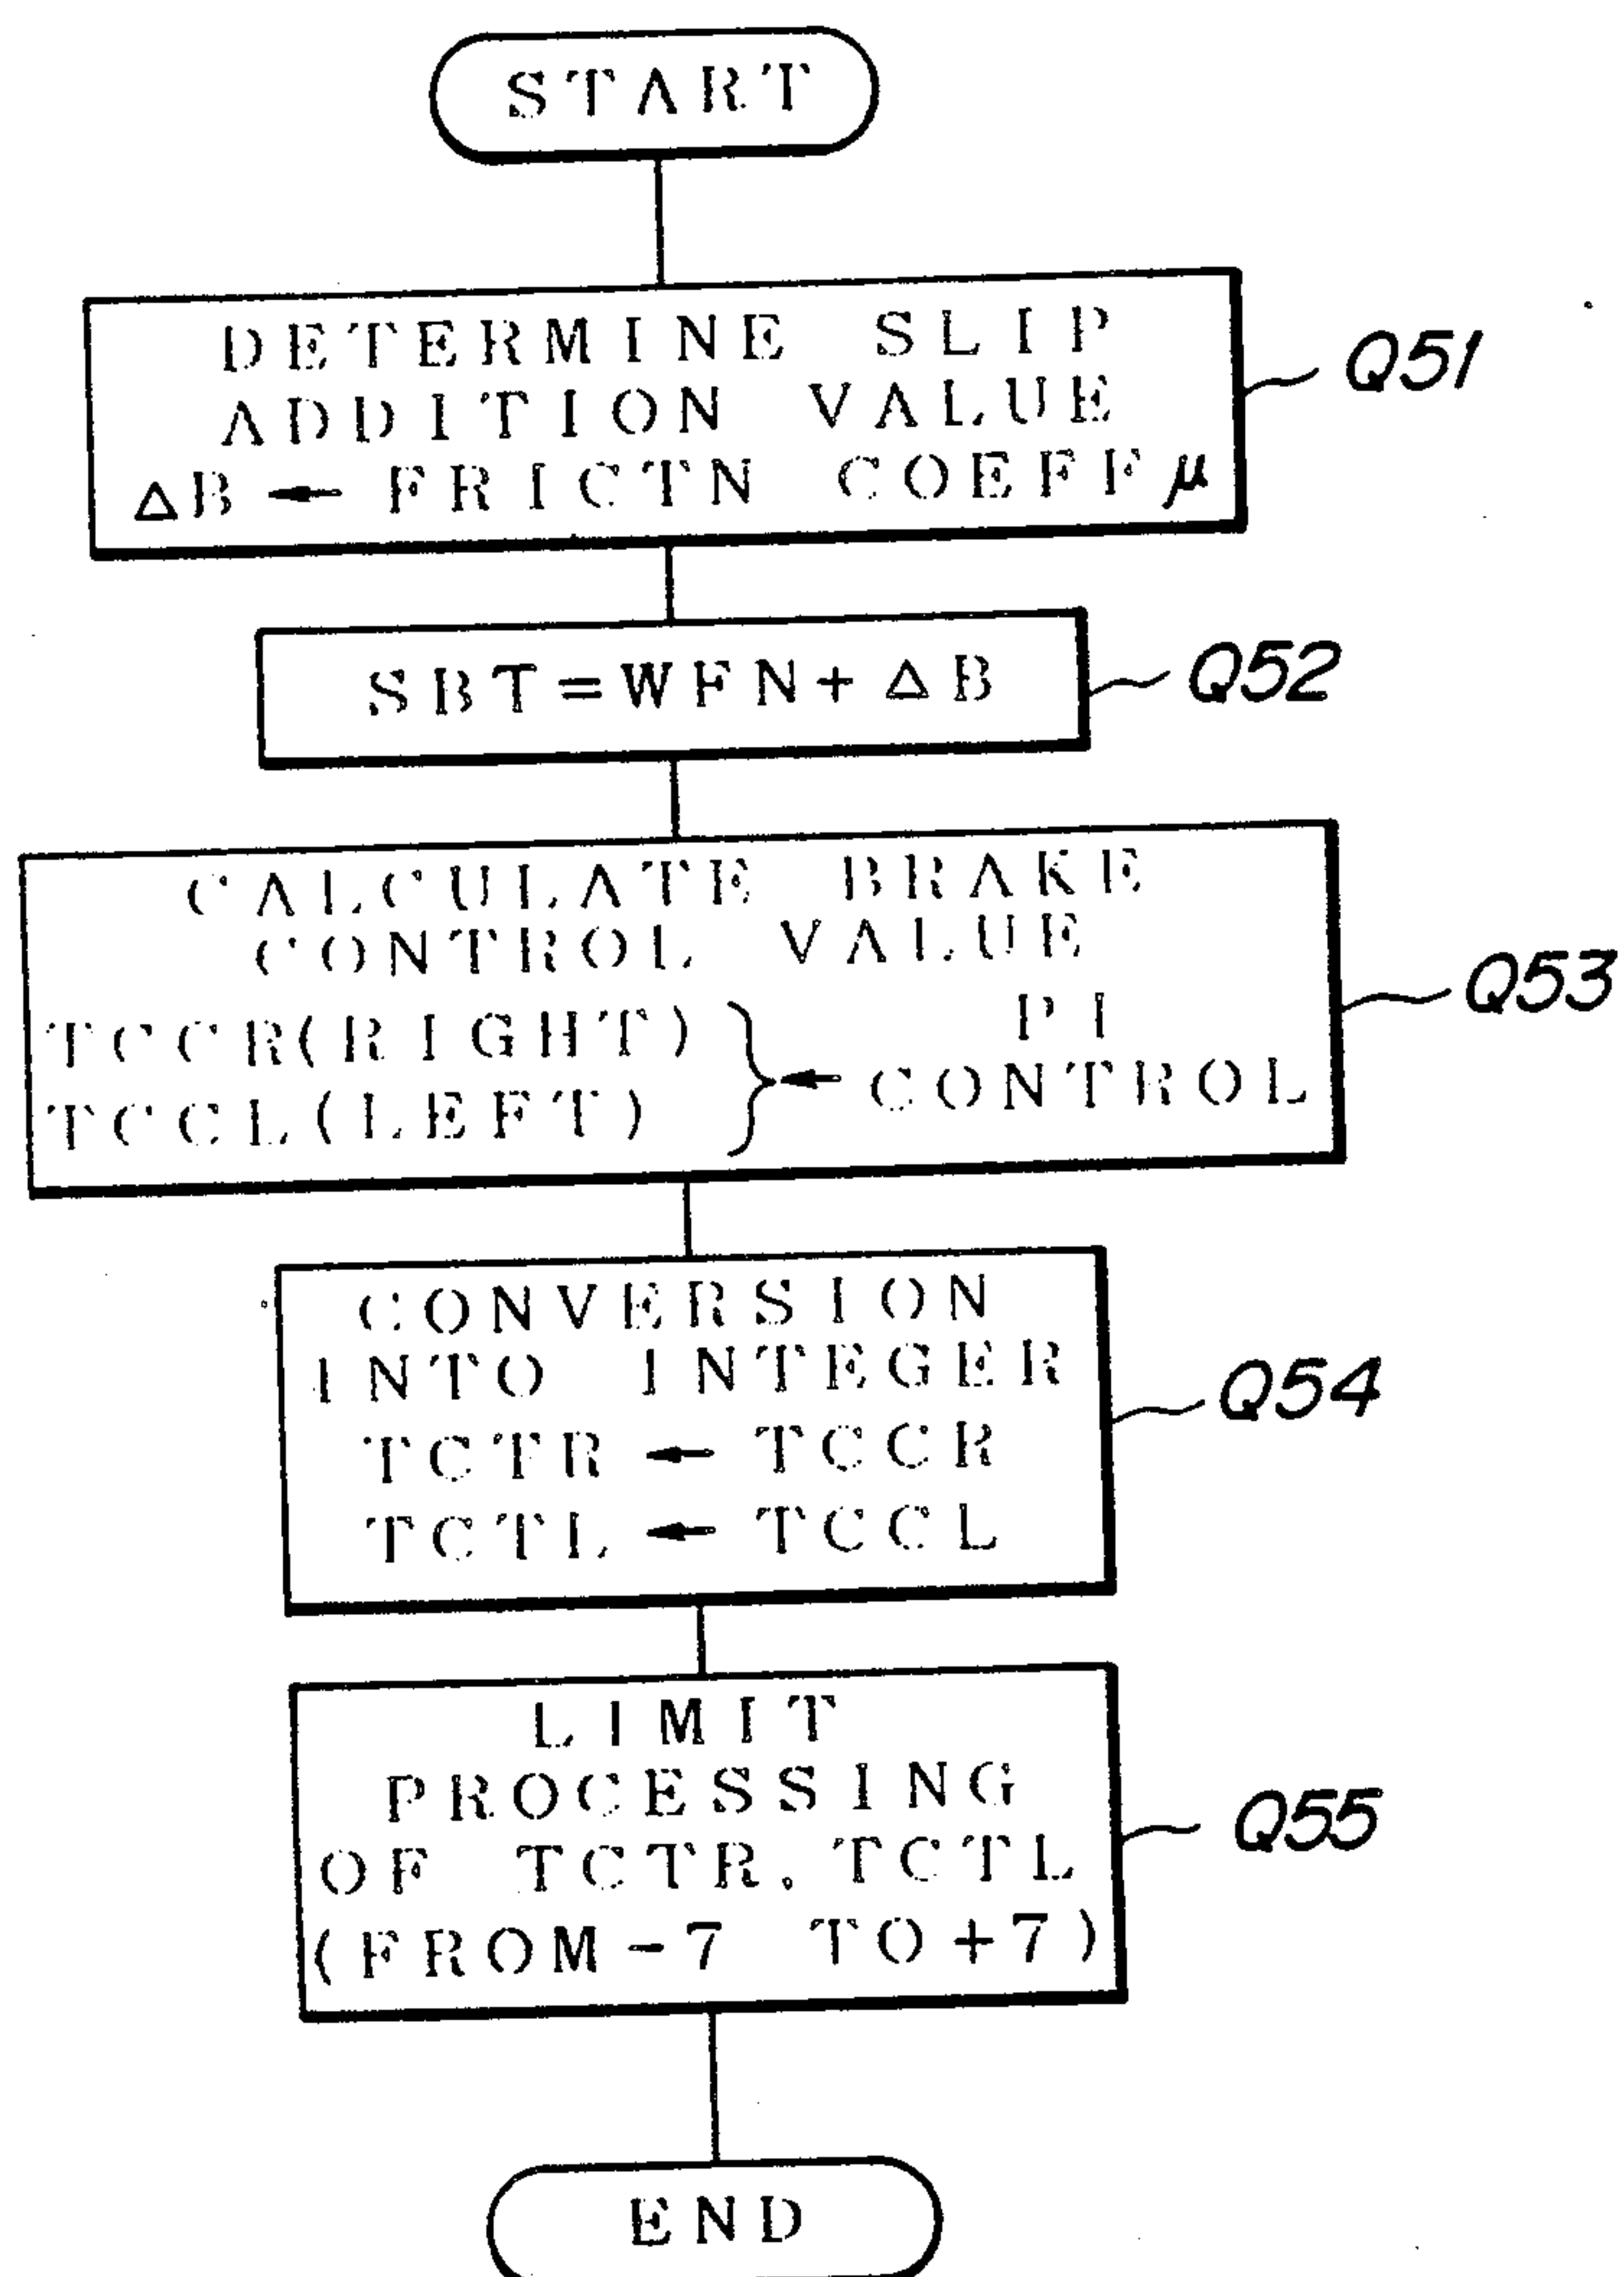 START
DETERMINE SLIP
ADDITION VALUE
ΔB ← FRICTN COEFF μ
Q51
SBT=WFN+ΔB
Q52
CALCULATE BRAKE
CONTROL VALUE
TCCR(RIGHT)
TCCL(LEFT)
} ← PI
CONTROL
Q53
CONVERSION
INTO INTEGER
TCTR ← TCCR
TCTL ← TCCL
Q54
LIMIT
PROCESSING
OF TCTR. TCTL
(FROM-7 TO+7)
Q55
END